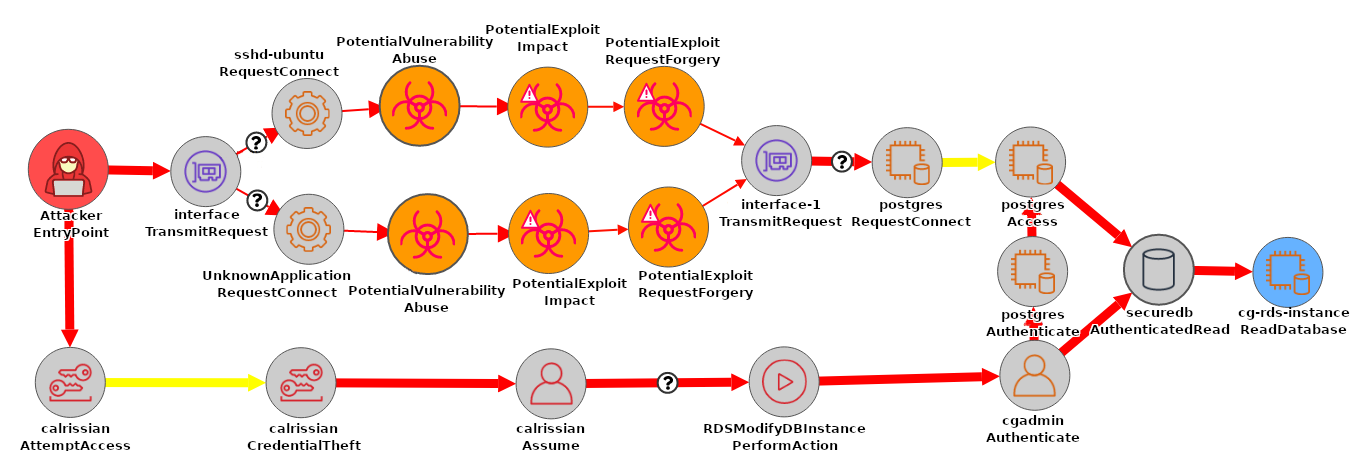 PotentialExploit
Impact
PotentialVulnerability
Abuse
PotentialExploit
RequestForgery
sshd-ubuntu
RequestConnect
?
?
?
Attacker
EntryPoint
interface
TransmitRequest
interface-1
TransmitRequest
postgres
RequestConnect
postgres
Access
UnknownApplication
RequestConnect
PotentialVulnerability
Abuse
PotentialExploit
Impact
PotentialExploit
RequestForgery
postgres
Authenticate
securedb
AuthenticatedRead
cg-rds-instance
ReadDatabase
?
calrissian
AttemptAccess
calrissian
CredentialTheft
calrissian
Assume
RDSModifyDBInstance
PerformAction
cgadmin
Authenticate